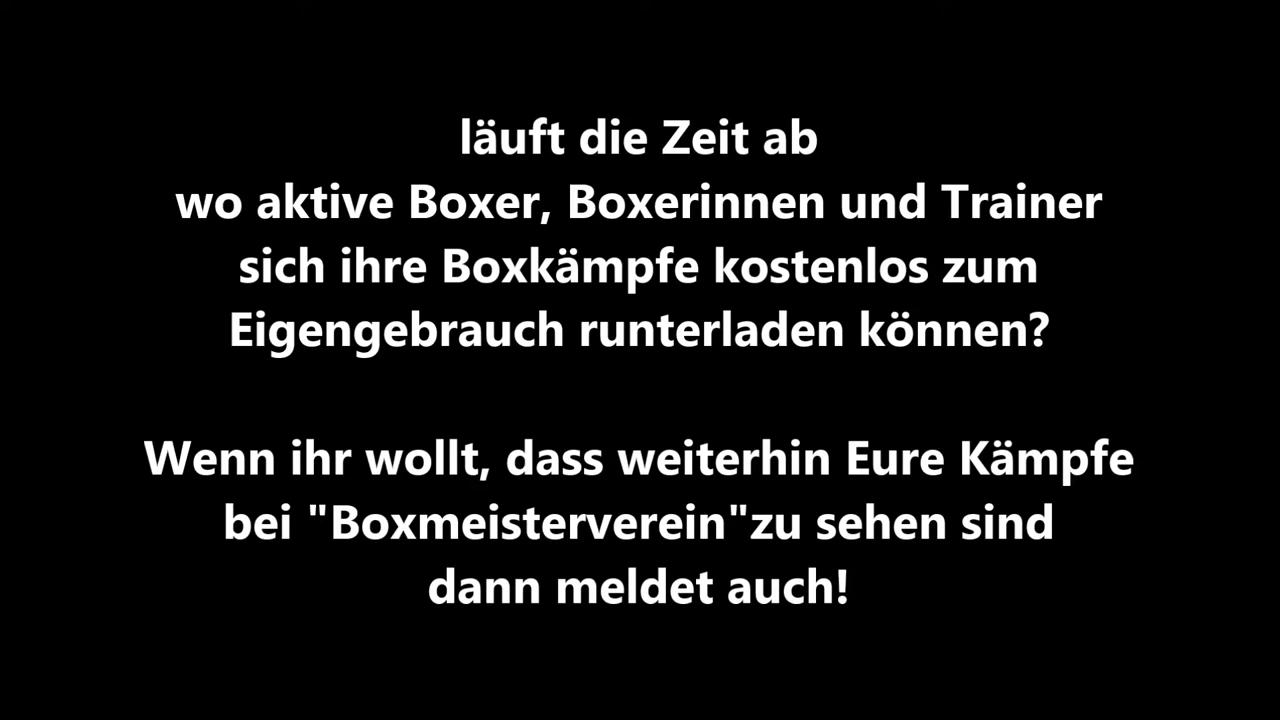 läuft die Zeit ab
wo aktive Boxer, Boxerinnen und Trainer
sich ihre Boxkämpfe kostenlos zum
Eigengebrauch runterladen können?
Wenn ihr wollt, dass weiterhin Eure Kämpfe
bei "Boxmeisterverein"zu sehen sind
dann meldet auch!